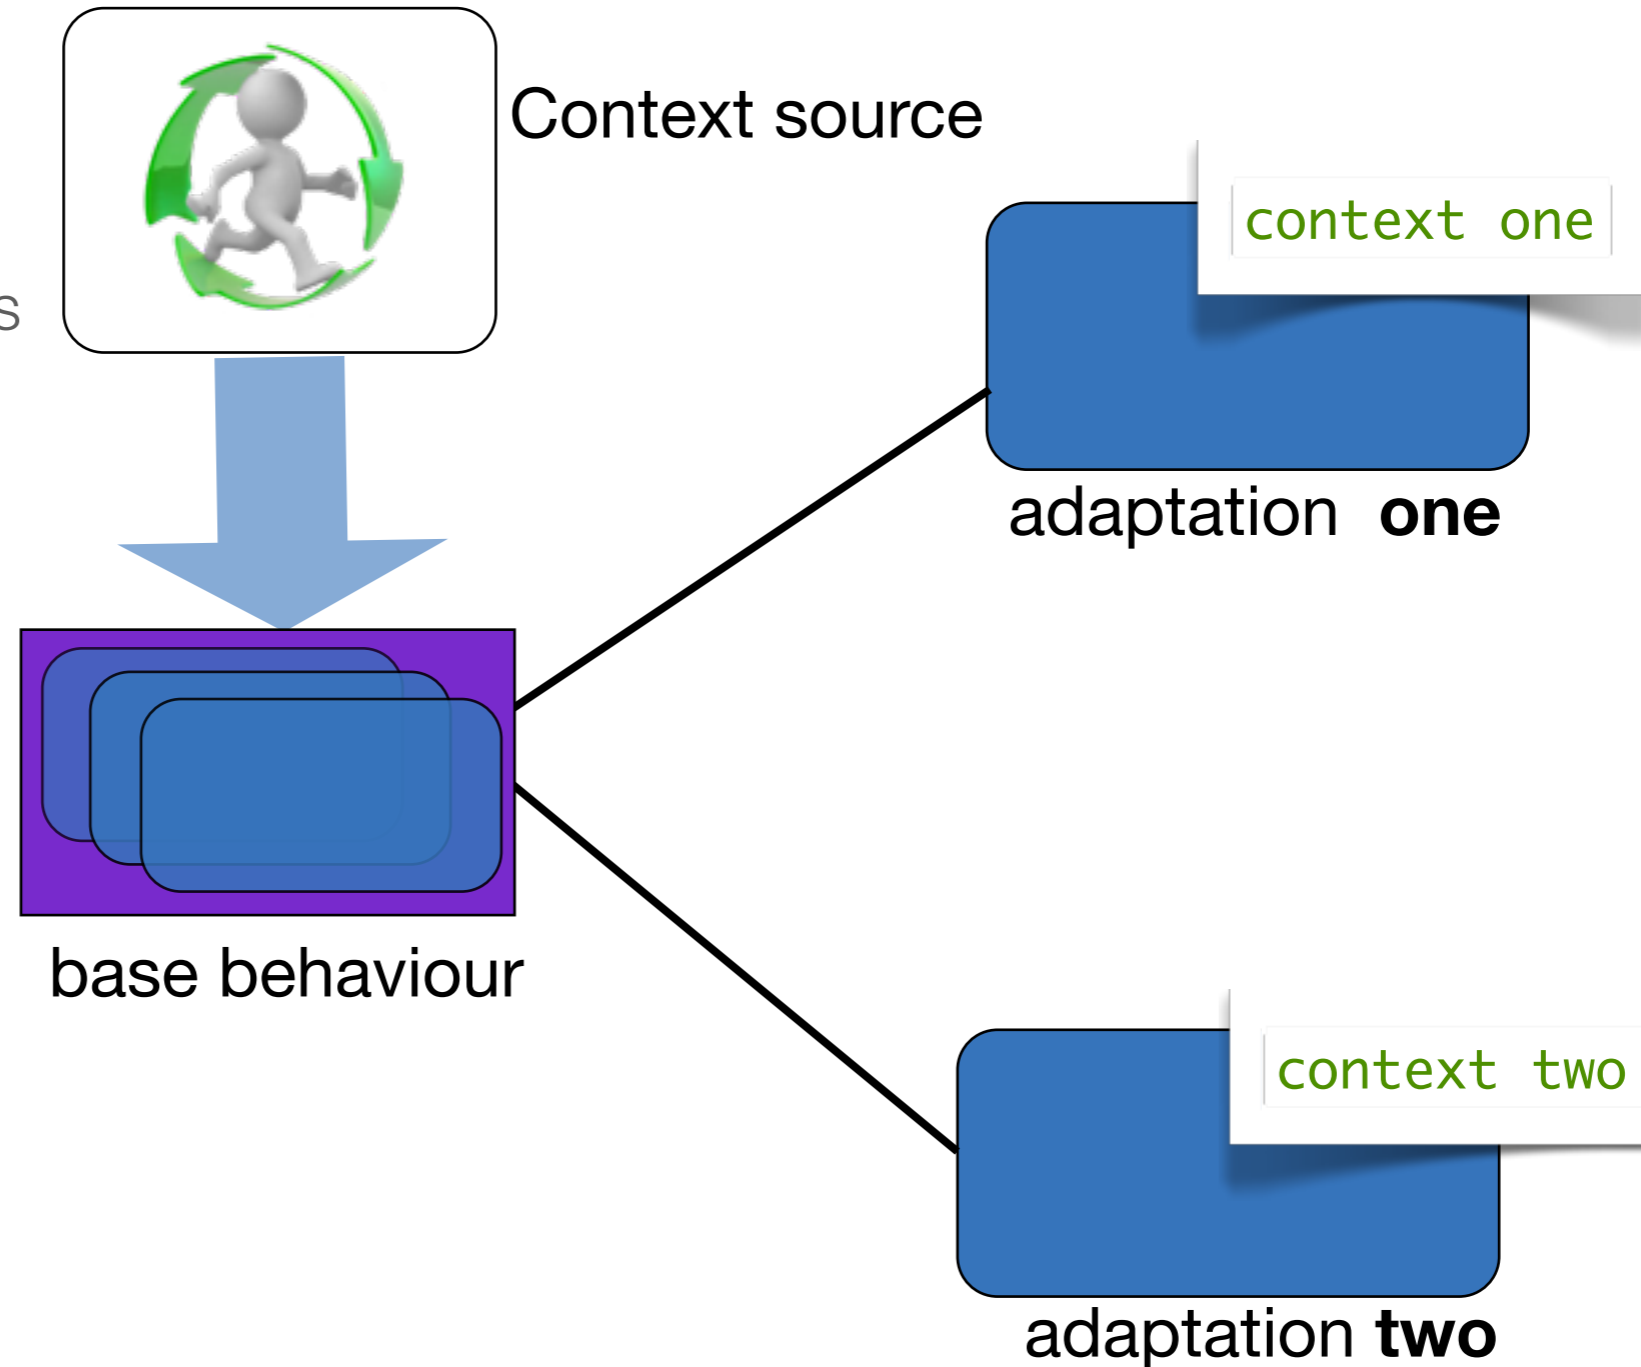 Context source
context one
s
adaptation one
base behaviour
context two
adaptation two